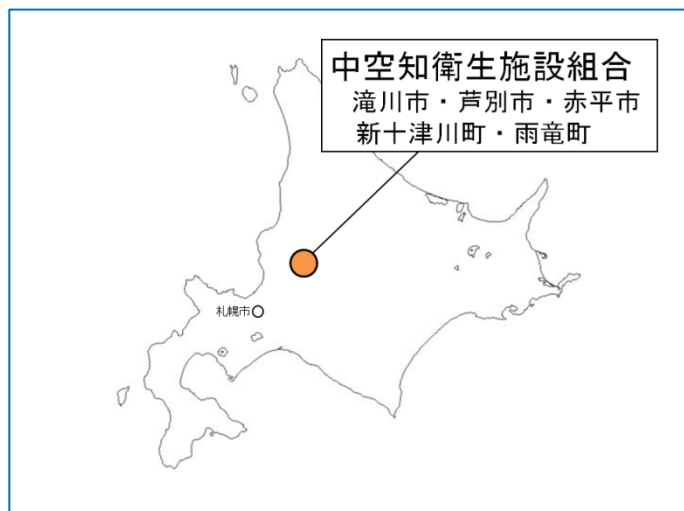 中空知衛生施設組合
滝川市・芦別市・赤平市
新十津川町・雨竜町
札幌市